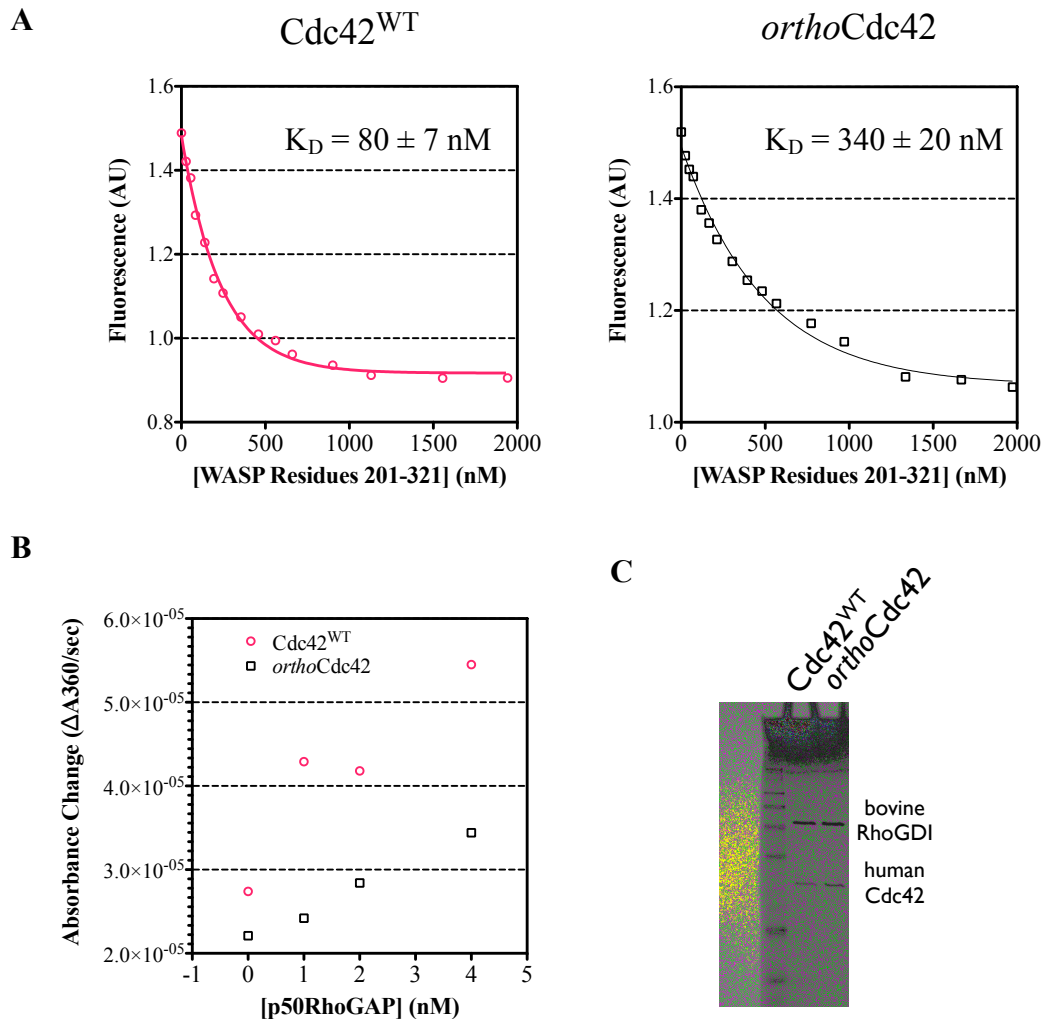 A
Cdc42WT
orthoCdc42
1.6
1.4
1.2
1.0
0.8
Fluorescence (AU)
KD = 80 ± 7 nM
0 500 1000 1500 2000
[WASP Residues 201-321] (nM)
1.6
1.4
1.2
1.0
Fluorescence (AU)
KD = 340 ± 20 nM
0 500 1000 1500 2000
[WASP Residues 201-321] (nM)
B
6.0×10-05
5.0×10-05
4.0×10-05
3.0×10-05
2.0×10-05
Absorbance Change (ΔA360/sec)
Cdc42WT
orthoCdc42
-1 0 1 2 3 4 5
[p50RhoGAP] (nM)
C
Cdc42WT
orthoCdc42
bovine
RhoGDI
human
Cdc42